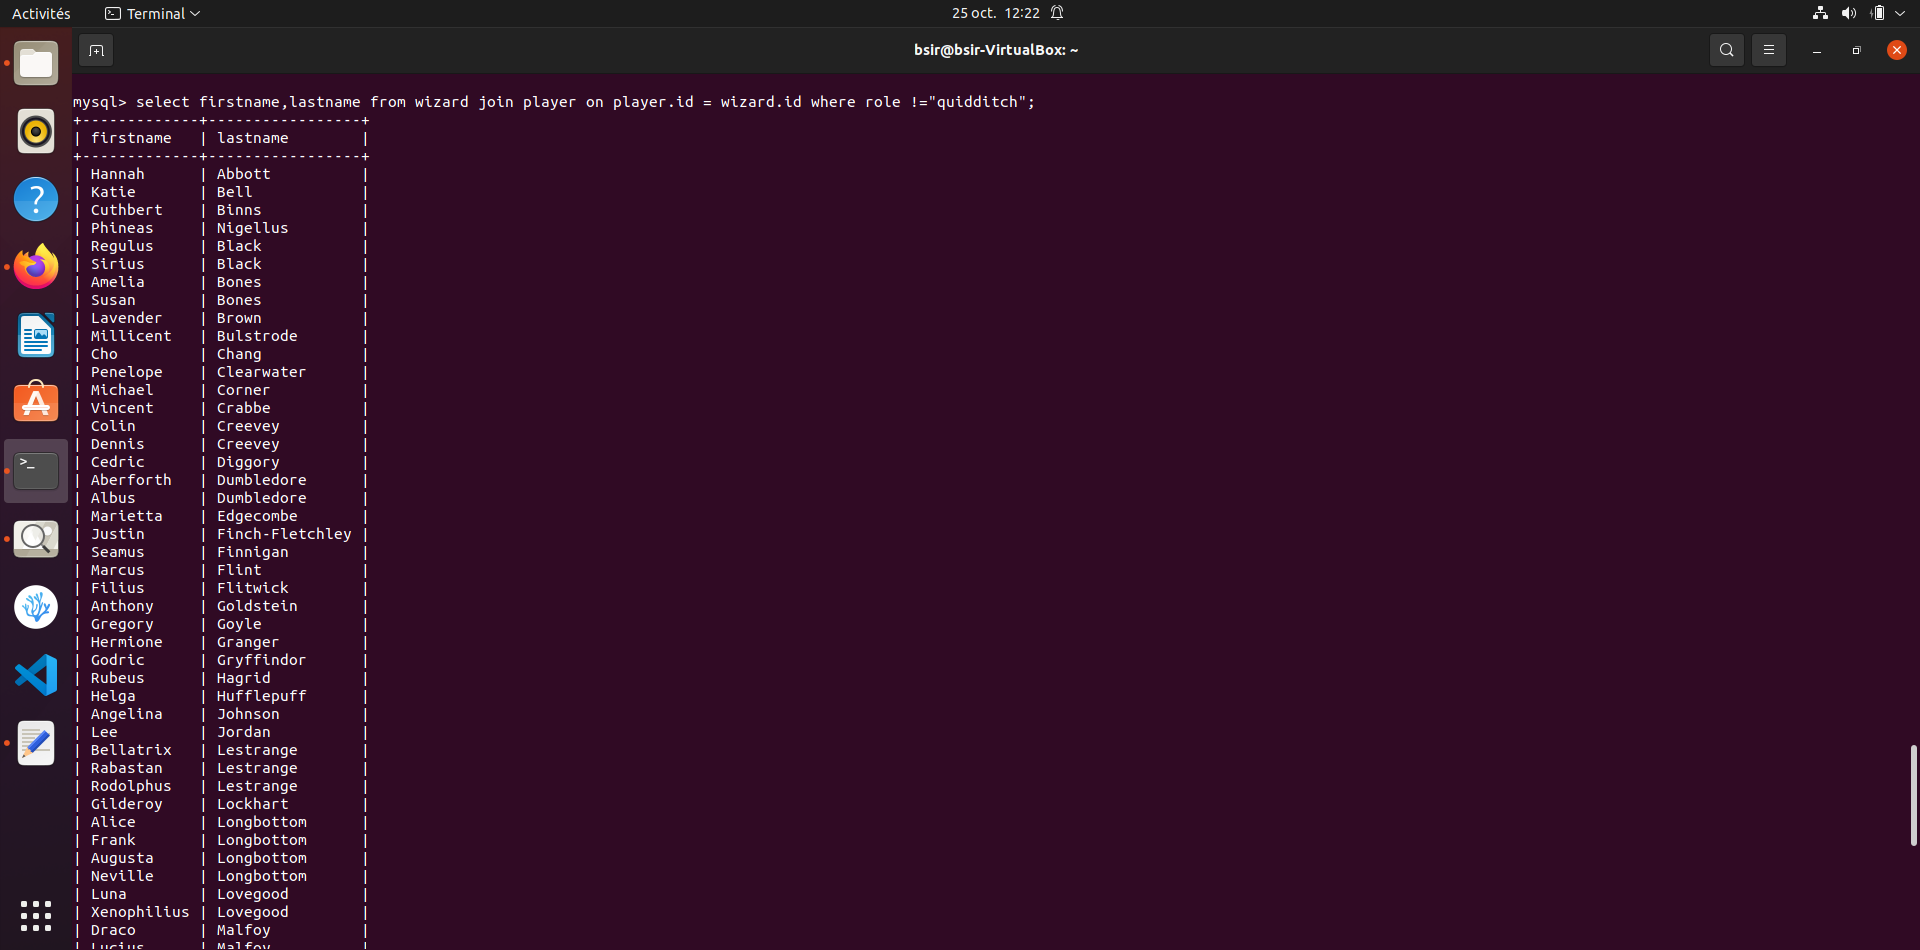 Activités Terminal 25 oct. 12:22
bsir@bsir-VirtualBox: ~
mysql> select firstname,lastname from wizard join player on player.id = wizard.id where role !="quidditch";
+-------------+-----------------+
| firstname   | lastname        |
+-------------+-----------------+
| Hannah      | Abbott          |
| Katie       | Bell            |
| Cuthbert    | Binns           |
| Phineas     | Nigellus        |
| Regulus     | Black           |
| Sirius      | Black           |
| Amelia      | Bones           |
| Susan       | Bones           |
| Lavender    | Brown           |
| Millicent   | Bulstrode       |
| Cho         | Chang           |
| Penelope    | Clearwater      |
| Michael     | Corner          |
| Vincent     | Crabbe          |
| Colin       | Creevey         |
| Dennis      | Creevey         |
| Cedric      | Diggory         |
| Aberforth   | Dumbledore      |
| Albus       | Dumbledore      |
| Marietta    | Edgecombe       |
| Justin      | Finch-Fletchley |
| Seamus      | Finnigan        |
| Marcus      | Flint           |
| Filius      | Flitwick        |
| Anthony     | Goldstein       |
| Gregory     | Goyle           |
| Hermione    | Granger         |
| Godric      | Gryffindor      |
| Rubeus      | Hagrid          |
| Helga       | Hufflepuff      |
| Angelina    | Johnson         |
| Lee         | Jordan          |
| Bellatrix   | Lestrange       |
| Rabastan    | Lestrange       |
| Rodolphus   | Lestrange       |
| Gilderoy    | Lockhart        |
| Alice       | Longbottom      |
| Frank       | Longbottom      |
| Augusta     | Longbottom      |
| Neville     | Longbottom      |
| Luna        | Lovegood        |
| Xenophilius | Lovegood        |
| Draco       | Malfoy          |
| Lucius      | Malfoy          |